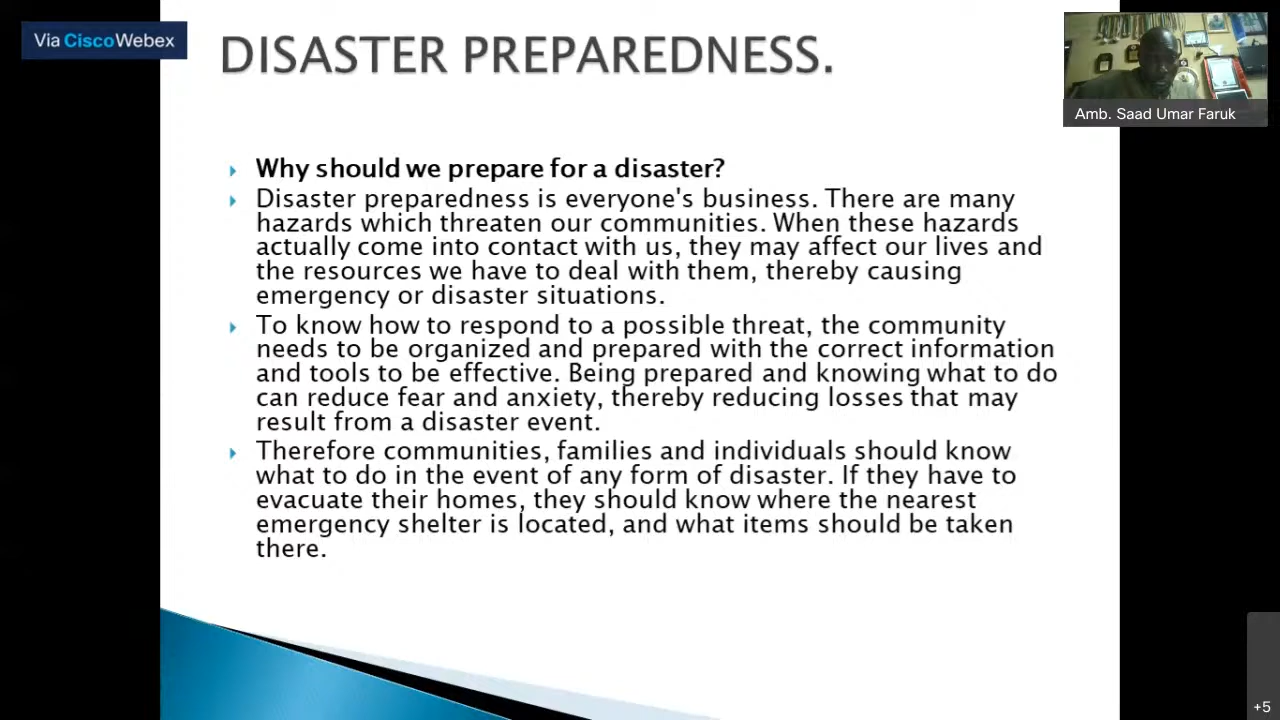 Via CiscoWebex
DISASTER PREPAREDNESS.
Amb. Saad Umar Faruk
Why should we prepare for a disaster?
Disaster preparedness is everyone's business. There are many
hazards which threaten our communities. When these hazards
actually come into contact with us, they may affect our lives and
the resources we have to deal with them, thereby causing
emergency or disaster situations.
To know how to respond to a possible threat, the community
needs to be organized and prepared with the correct information
and tools to be effective. Being prepared and knowing what to do
can reduce fear and anxiety, thereby reducing losses that may
result from a disaster event.
Therefore communities, families and individuals should know
what to do in the event of any form of disaster. If they have to
evacuate their homes, they should know where the nearest
emergency shelter is located, and what items should be taken
there.
+5